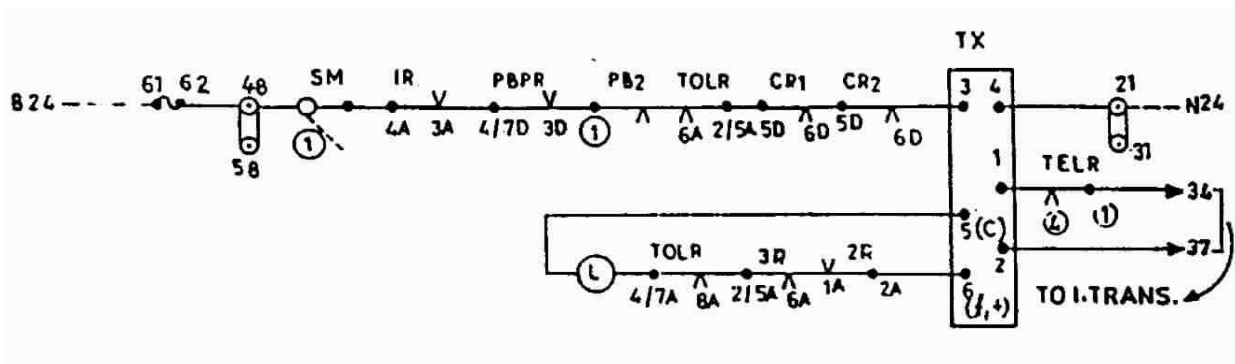 TX
61 62 48 SM IR PBPR PB2 TOLR CR1 CR2 3 4 21
B24 N24
4A 3A 4/7D 3D 1 6A 2/5A 5D 6D 5D 6D
58 1 31
1 TELR
34
2 1
5(C)
37
2
TOLR 3R 2R
L
4/7A 8A 2/5A 6A 1A 2A 6 TO I.TRANS.
(f,+)